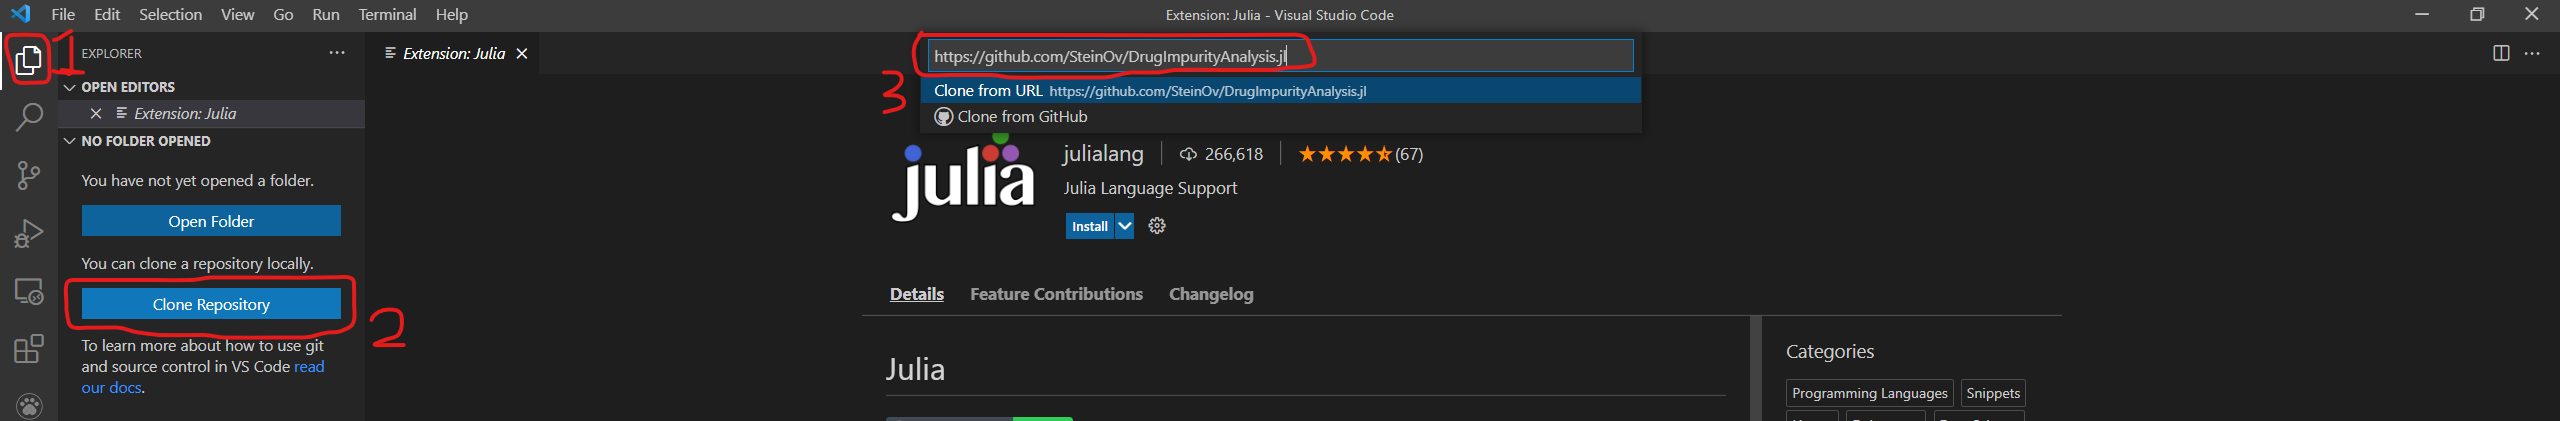 File Edit Selection View Go Run Terminal Help
Extension: Julia - Visual Studio Code
1
EXPLORER
OPEN EDITORS
Extension: Julia
NO FOLDER OPENED
You have not yet opened a folder.
Open Folder
You can clone a repository locally.
Clone Repository
2
To learn more about how to use git
and source control in VS Code read
our docs.
Extension: Julia
3
https://github.com/SteinOv/DrugImpurityAnalysis.jl
Clone from URL https://github.com/SteinOv/DrugImpurityAnalysis.jl
Clone from GitHub
julia
julialang 266,618 (67)
Julia Language Support
Install
Details Feature Contributions Changelog
Julia
Categories
Programming Languages Snippets